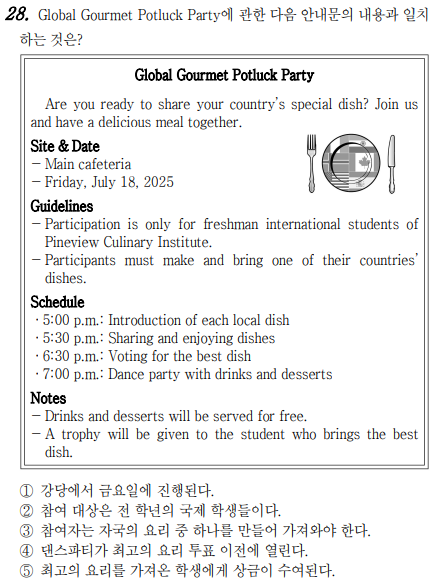 28. Global Gourmet Potluck Party에 관한 다음 안내문의 내용과 일치
하는 것은?
Global Gourmet Potluck Party
Are you ready to share your country's special dish? Join us
and have a delicious meal together.
Site & Date
- Main cafeteria
- Friday, July 18, 2025
Guidelines
- Participation is only for freshman international students of
Pineview Culinary Institute.
- Participants must make and bring one of their countries'
dishes.
Schedule
· 5:00 p.m.: Introduction of each local dish
· 5:30 p.m.: Sharing and enjoying dishes
· 6:30 p.m.: Voting for the best dish
· 7:00 p.m.: Dance party with drinks and desserts
Notes
- Drinks and desserts will be served for free.
- A trophy will be given to the student who brings the best
dish.
① 강당에서 금요일에 진행된다.
② 참여 대상은 전 학년의 국제 학생들이다.
③ 참여자는 자국의 요리 중 하나를 만들어 가져와야 한다.
④ 댄스파티가 최고의 요리 투표 이전에 열린다.
⑤ 최고의 요리를 가져온 학생에게 상금이 수여된다.